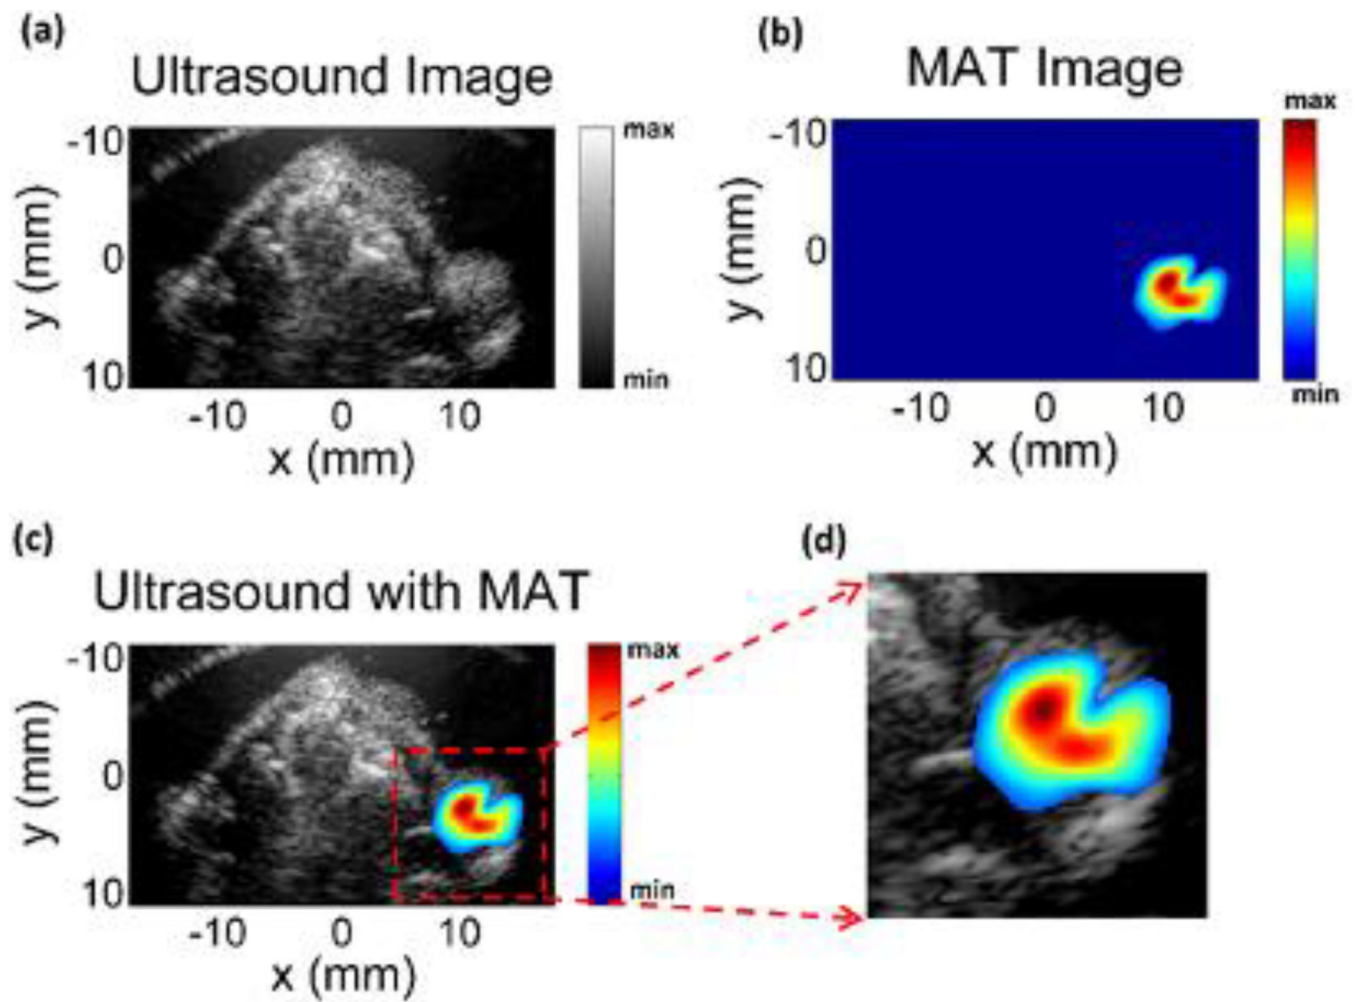 (a)
Ultrasound Image
-10
0
10
y (mm)
-10 0 10
x (mm)
max
min
(b)
MAT Image
-10
0
10
y (mm)
-10 0 10
x (mm)
max
min
(c)
Ultrasound with MAT
-10
0
10
y (mm)
-10 0 10
x (mm)
max
min
(d)